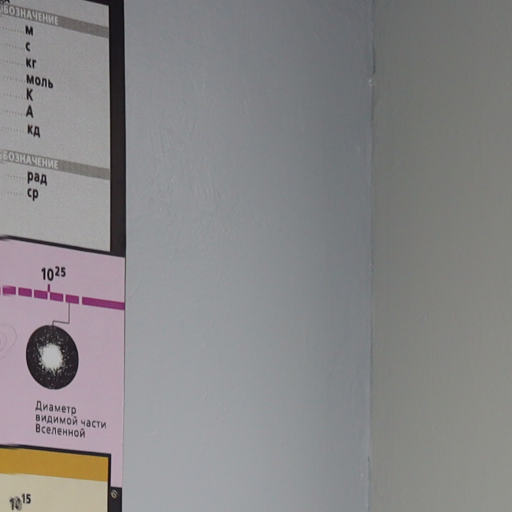 ОБОЗНАЧЕНИЕ
м
с
кг
моль
К
А
кд
ОБОЗНАЧЕНИЕ
рад
ср
10²⁵
Диаметр
видимой части
Вселенной
10¹⁵